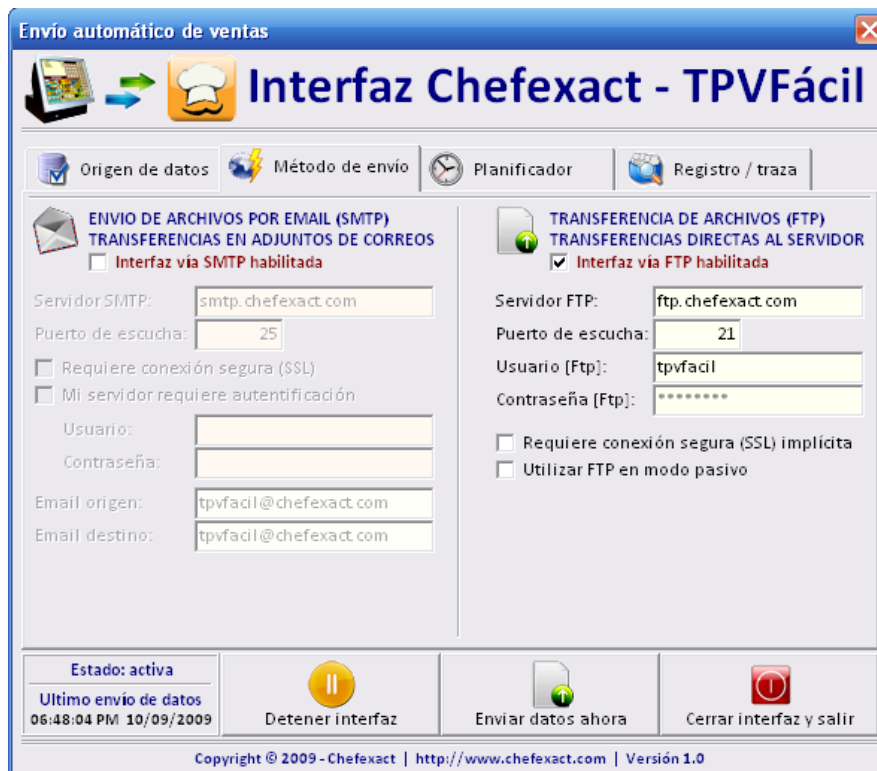 Envío automático de ventas
Interfaz Chefexact - TPVFácil
Origen de datos
Método de envío
Planificador
Registro / traza
ENVIO DE ARCHIVOS POR EMAIL (SMTP)
TRANSFERENCIAS EN ADJUNTOS DE CORREOS
Interfaz vía SMTP habilitada
Servidor SMTP: smtp.chefexact.com
Puerto de escucha: 25
Requiere conexión segura (SSL)
Mi servidor requiere autentificación
Usuario:
Contraseña:
Email origen: tpvfacil@chefexact.com
Email destino: tpvfacil@chefexact.com
TRANSFERENCIA DE ARCHIVOS (FTP)
TRANSFERENCIAS DIRECTAS AL SERVIDOR
Interfaz vía FTP habilitada
Servidor FTP: ftp.chefexact.com
Puerto de escucha: 21
Usuario [Ftp]: tpvfacil
Contraseña [Ftp]: ********
Requiere conexión segura (SSL) implícita
Utilizar FTP en modo pasivo
Estado: activa
Ultimo envío de datos
06:48:04 PM 10/09/2009
Detener interfaz
Enviar datos ahora
Cerrar interfaz y salir
Copyright © 2009 - Chefexact | http://www.chefexact.com | Versión 1.0